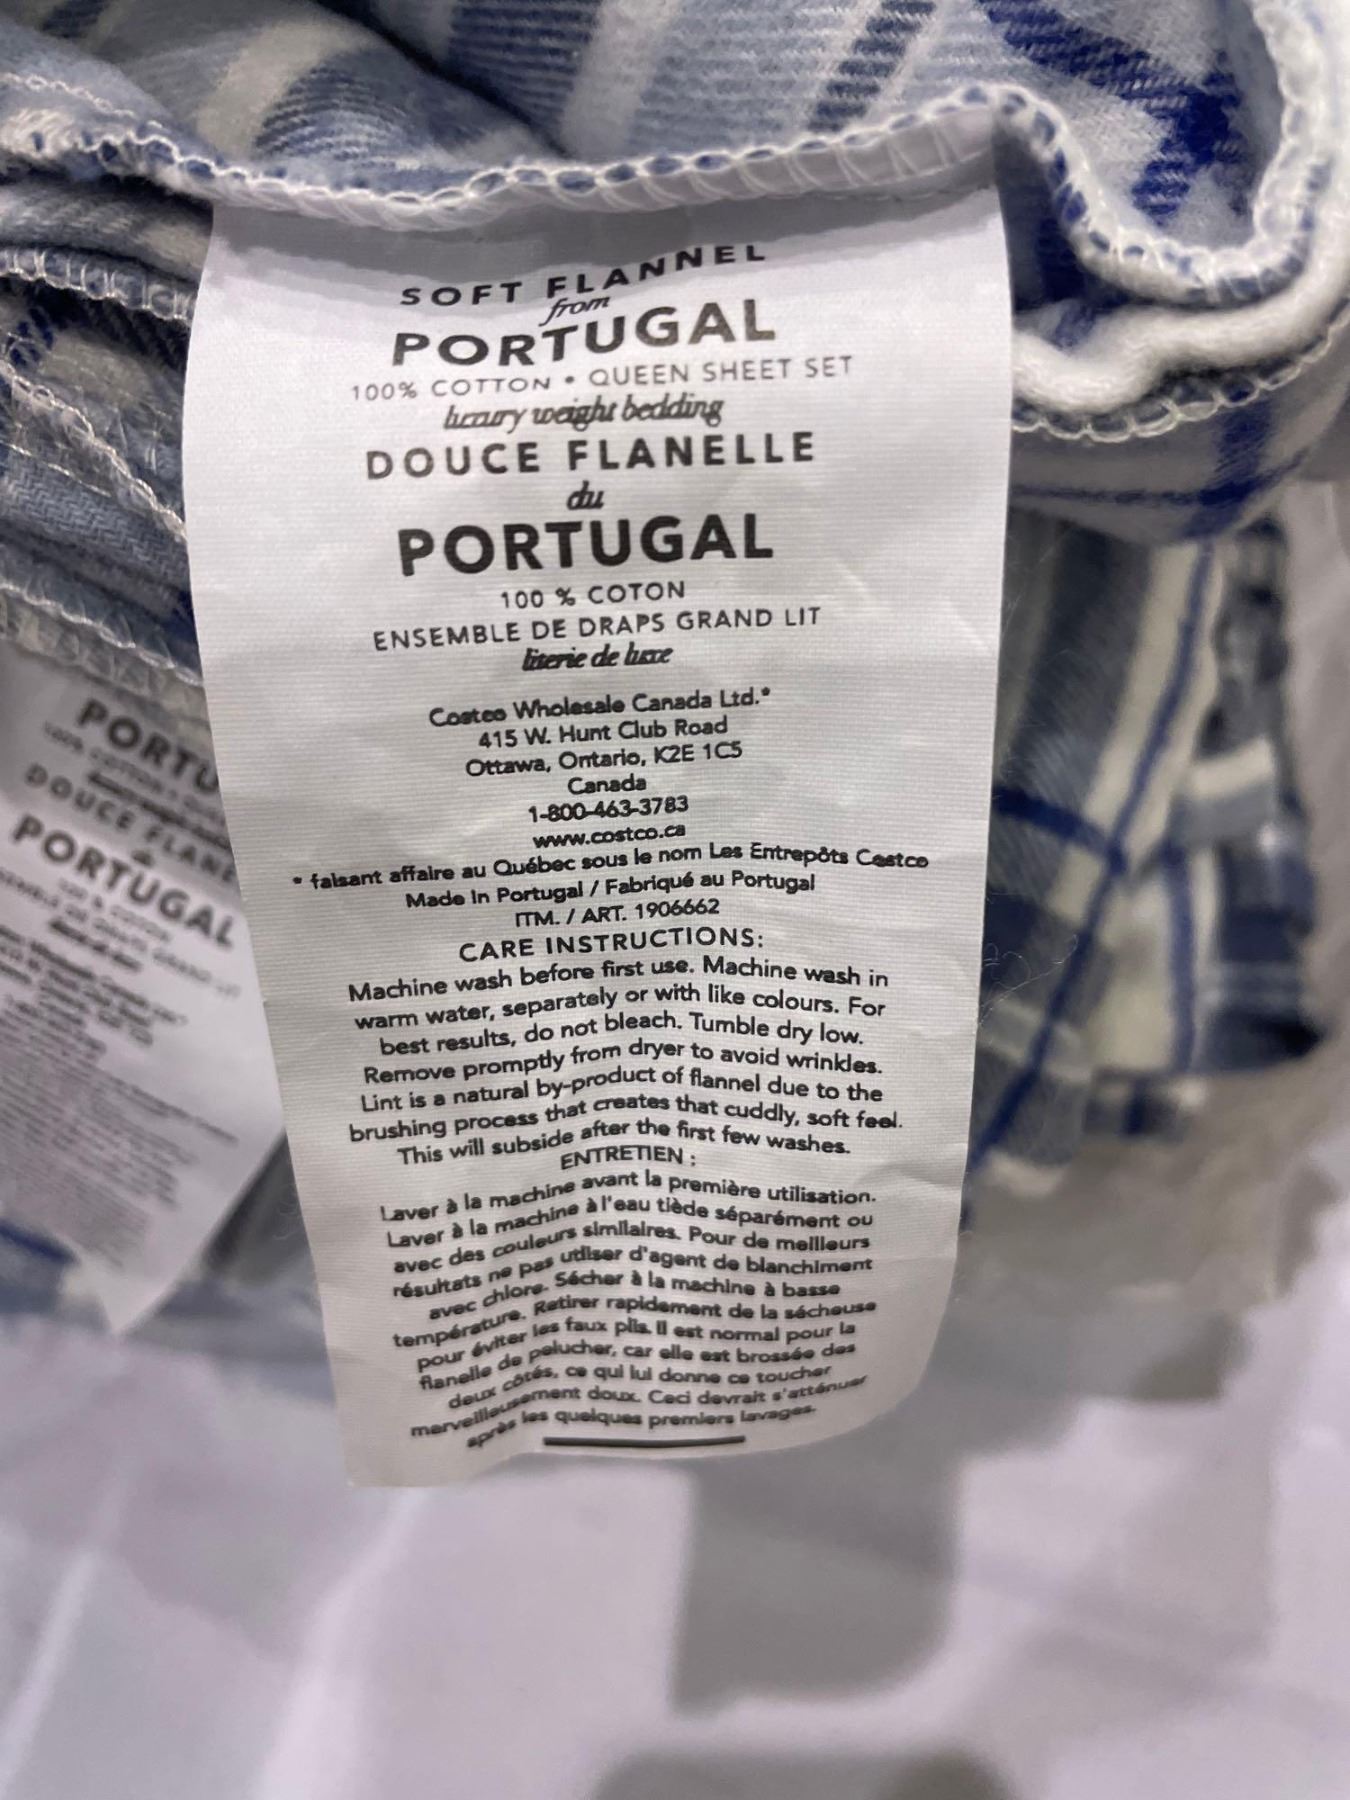 SOFT FLANNEL
from
PORTUGAL
100% COTTON • QUEEN SHEET SET
luxury weight bedding
DOUCE FLANELLE
du
PORTUGAL
100 % COTON
ENSEMBLE DE DRAPS GRAND LIT
literie de luxe
Costco Wholesale Canada Ltd.*
415 W. Hunt Club Road
Ottawa, Ontario, K2E 1C5
Canada
1-800-463-3783
www.costco.ca
* faisant affaire au Québec sous le nom Les Entrepôts Costco
Made In Portugal / Fabriqué au Portugal
ITM. / ART. 1906662
CARE INSTRUCTIONS:
Machine wash before first use. Machine wash in
warm water, separately or with like colours. For
best results, do not bleach. Tumble dry low.
Remove promptly from dryer to avoid wrinkles.
Lint is a natural by-product of flannel due to the
brushing process that creates that cuddly, soft feel.
This will subside after the first few washes.
ENTRETIEN :
Laver à la machine avant la première utilisation.
Laver à la machine à l'eau tiède séparément ou
avec des couleurs similaires. Pour de meilleurs
résultats ne pas utiliser d'agent de blanchiment
avec chlore. Sécher à la machine à basse
température. Retirer rapidement de la sécheuse
pour éviter les faux plis. Il est normal pour la
flanelle de pelucher, car elle est brossée des
deux côtés, ce qui lui donne ce toucher
merveilleusement doux. Ceci devrait s'atténuer
après les quelques premiers lavages.
PORTU
DOUCE FLANE
PORTUGAL